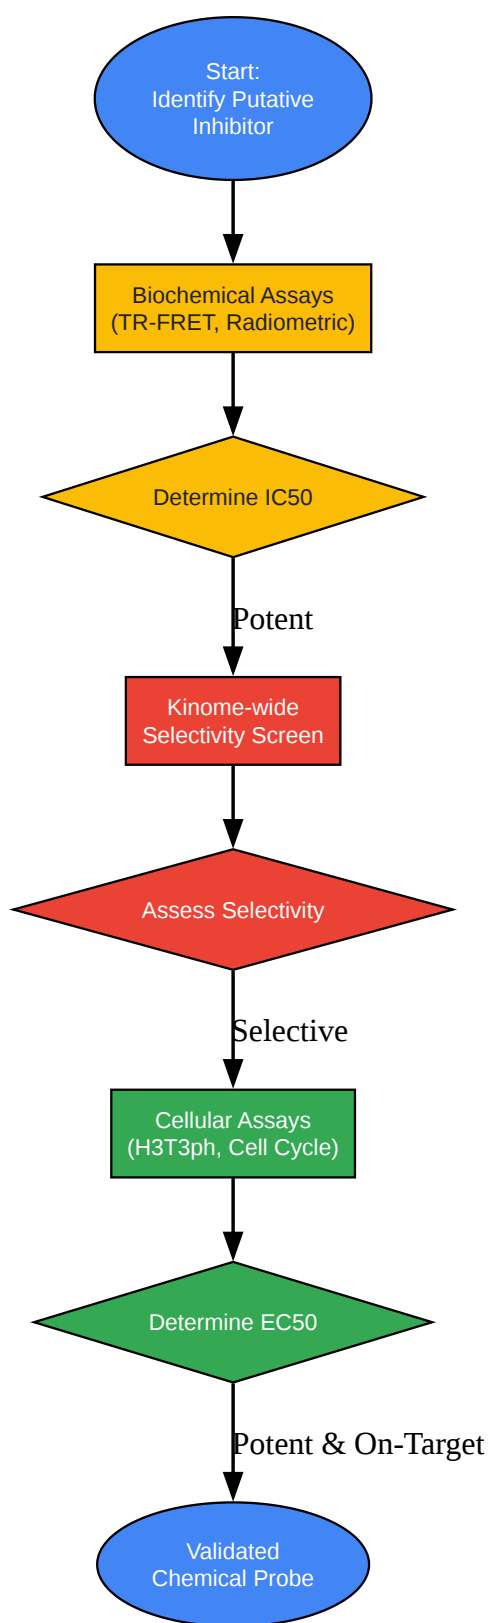 Start:
Identify Putative
Inhibitor
Biochemical Assays
(TR-FRET, Radiometric)
Determine IC50
Potent
Kinome-wide
Selectivity Screen
Assess Selectivity
Selective
Cellular Assays
(H3T3ph, Cell Cycle)
Determine EC50
Potent & On-Target
Validated
Chemical Probe